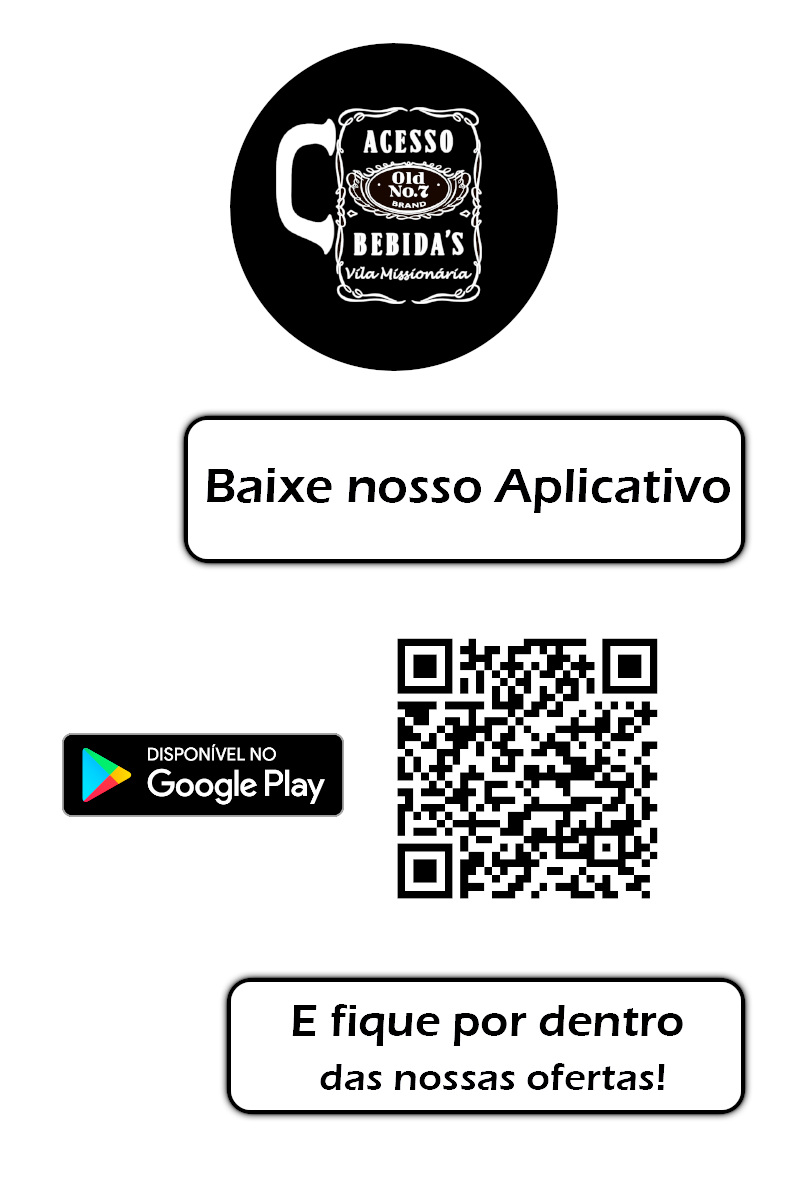 ACESSO
Old
No.7
BRAND
BEBIDA'S
Vila Missionária
Baixe nosso Aplicativo
DISPONÍVEL NO
Google Play
E fique por dentro
das nossas ofertas!